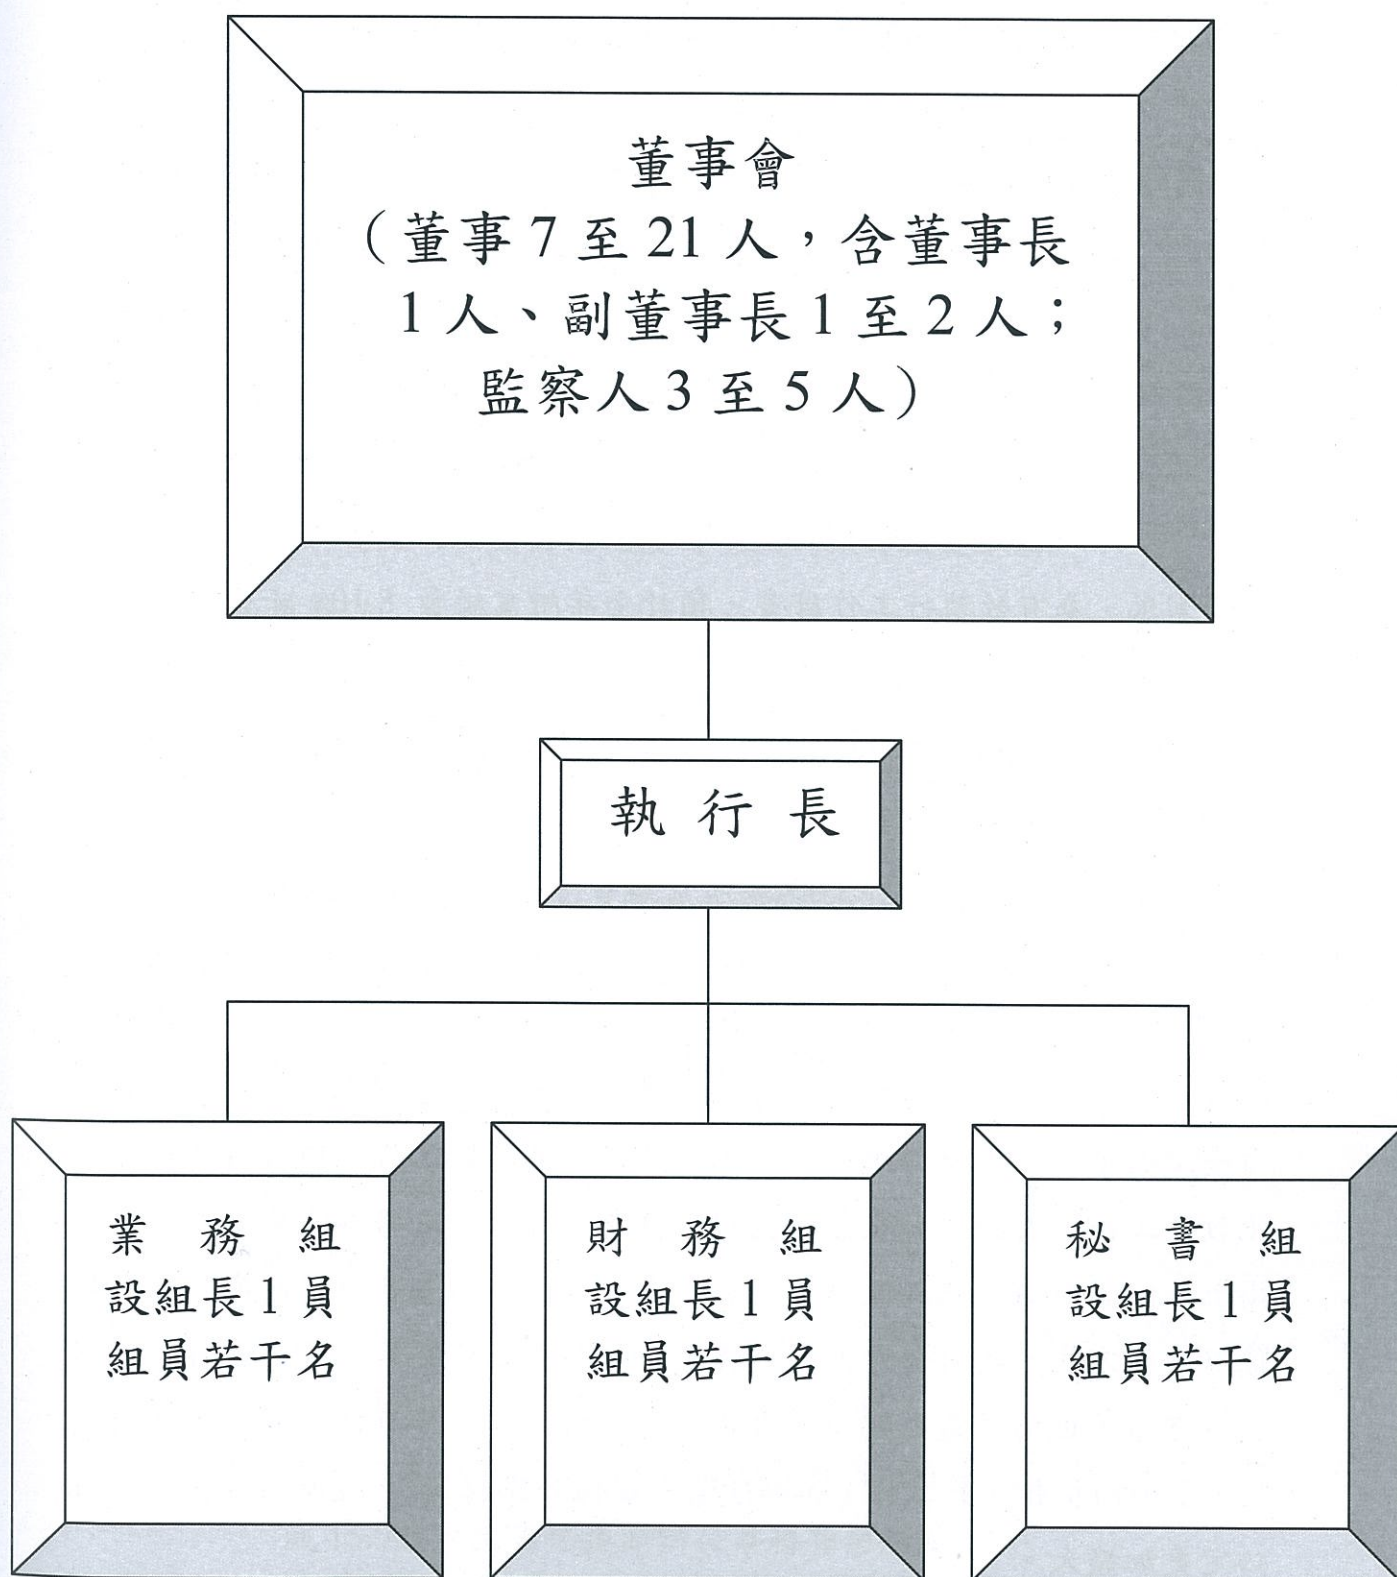 董事會
（董事 7 至 21 人，含董事長
1 人、副董事長 1 至 2 人；
監察人 3 至 5 人）
執 行 長
業 務 組
設組長 1 員
組員若干名
財 務 組
設組長 1 員
組員若干名
秘 書 組
設組長 1 員
組員若干名